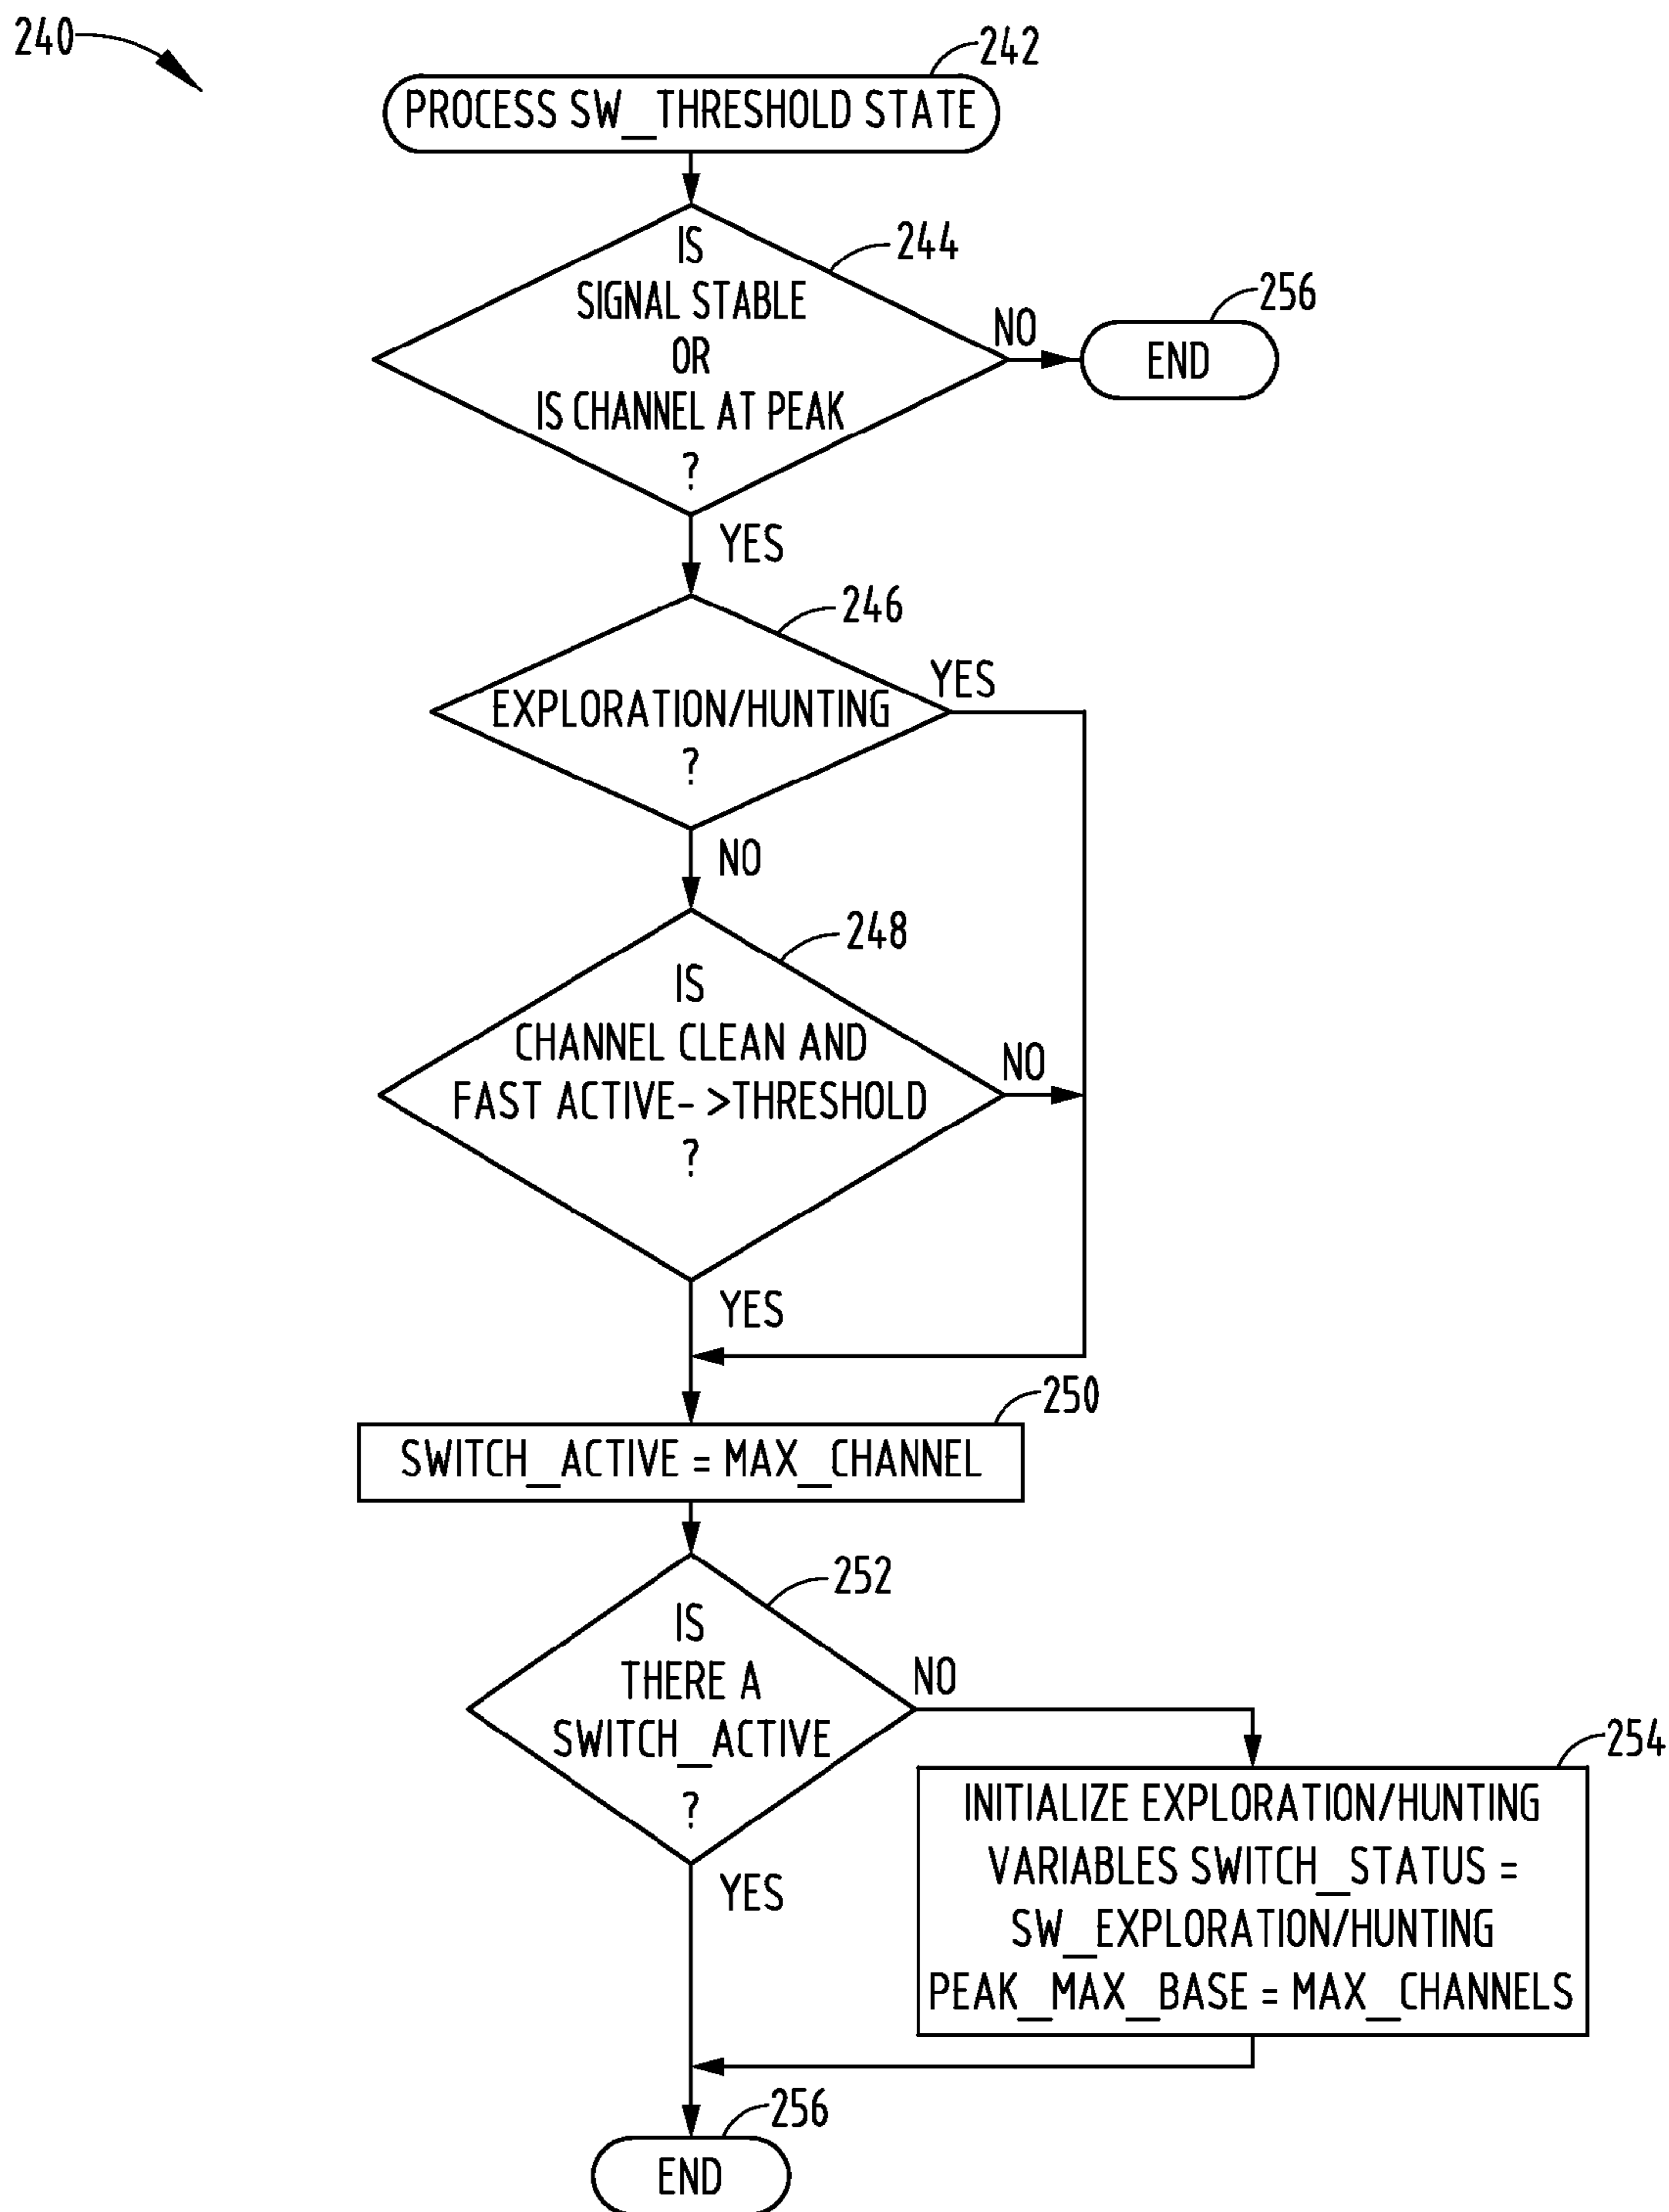 240
242
PROCESS SW_THRESHOLD STATE
244
IS
SIGNAL STABLE
OR
IS CHANNEL AT PEAK
?
NO
256
END
YES
246
EXPLORATION/HUNTING
?
YES
NO
248
IS
CHANNEL CLEAN AND
FAST ACTIVE- >THRESHOLD
?
NO
YES
250
SWITCH_ACTIVE = MAX_CHANNEL
252
IS
THERE A
SWITCH_ACTIVE
?
NO
YES
254
INITIALIZE EXPLORATION/HUNTING
VARIABLES SWITCH_STATUS =
SW_EXPLORATION/HUNTING
PEAK_MAX_BASE = MAX_CHANNELS
256
END